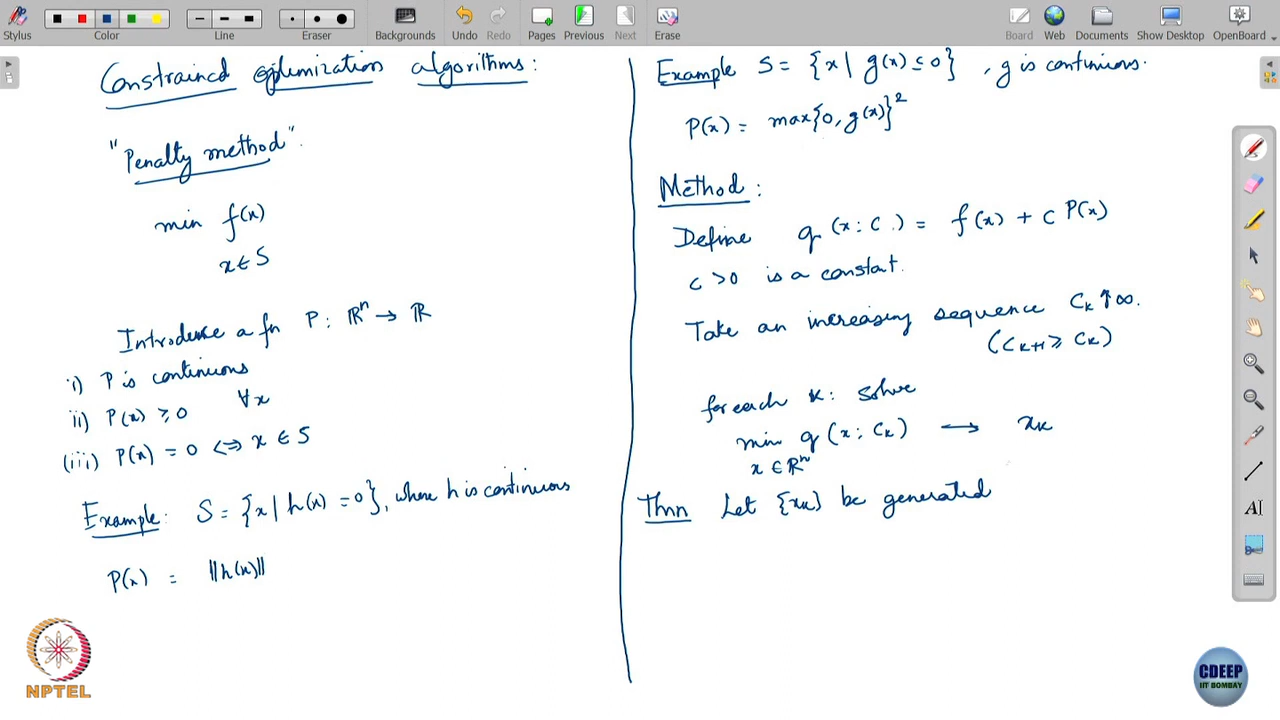 Stylus
Color
Line
Eraser
Backgrounds
Undo
Redo
Pages
Previous
Next
Erase
Board
Web
Documents
Show Desktop
OpenBoard
Constrained optimization algorithms:
"Penalty method"
min f(x)
x ∈ S
Introduce a fn P: ℝⁿ → ℝ
i) P is continuous
ii) P(x) ≥ 0 ∀x
(iii) P(x) = 0 ⇔ x ∈ S
Example: S = {x | h(x) = 0}, where h is continuous
P(x) = ||h(x)||
Example S = {x | g(x) ≤ 0}, g is continuous.
P(x) = max{0, g(x)}²
Method:
Define q(x: c) = f(x) + c P(x)
c > 0 is a constant.
Take an increasing sequence Cₖ ↑ ∞.
(Cₖ₊₁ ≥ Cₖ)
for each k: solve
min q(x: Cₖ) → xₖ
x ∈ ℝⁿ
Thm Let {xₖ} be generated
NPTEL
CDEEP
IIT BOMBAY